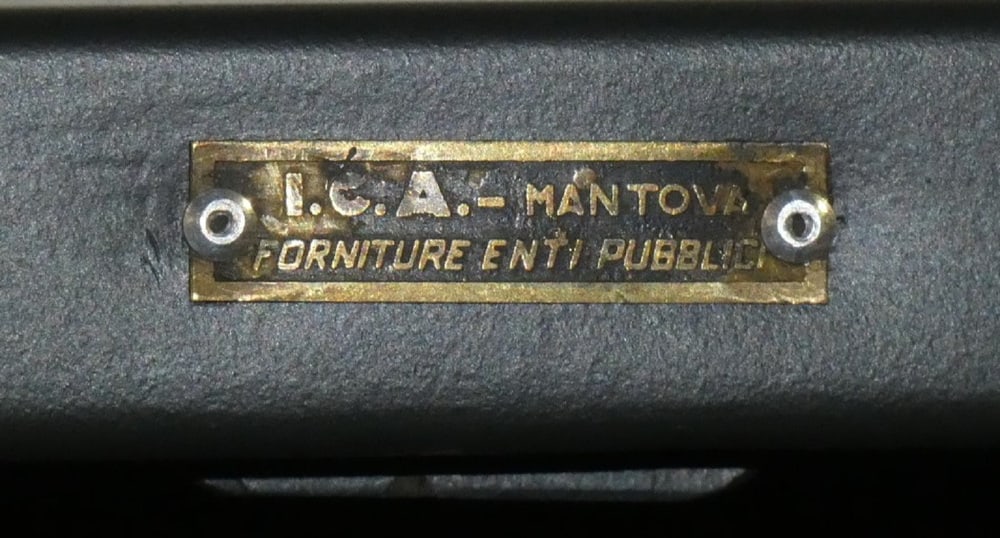 I.C.A.- MANTOVA
FORNITURE ENTI PUBBLICI